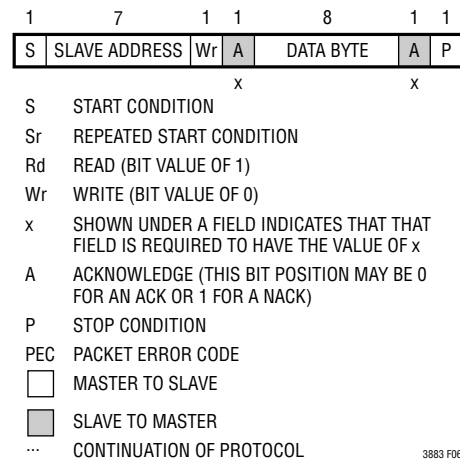 1 7 1 1 8 1 1
S SLAVE ADDRESS Wr A DATA BYTE A P
x x
S START CONDITION
Sr REPEATED START CONDITION
Rd READ (BIT VALUE OF 1)
Wr WRITE (BIT VALUE OF 0)
x SHOWN UNDER A FIELD INDICATES THAT THAT
FIELD IS REQUIRED TO HAVE THE VALUE OF x
A ACKNOWLEDGE (THIS BIT POSITION MAY BE 0
FOR AN ACK OR 1 FOR A NACK)
P STOP CONDITION
PEC PACKET ERROR CODE
MASTER TO SLAVE
SLAVE TO MASTER
... CONTINUATION OF PROTOCOL
3883 F06